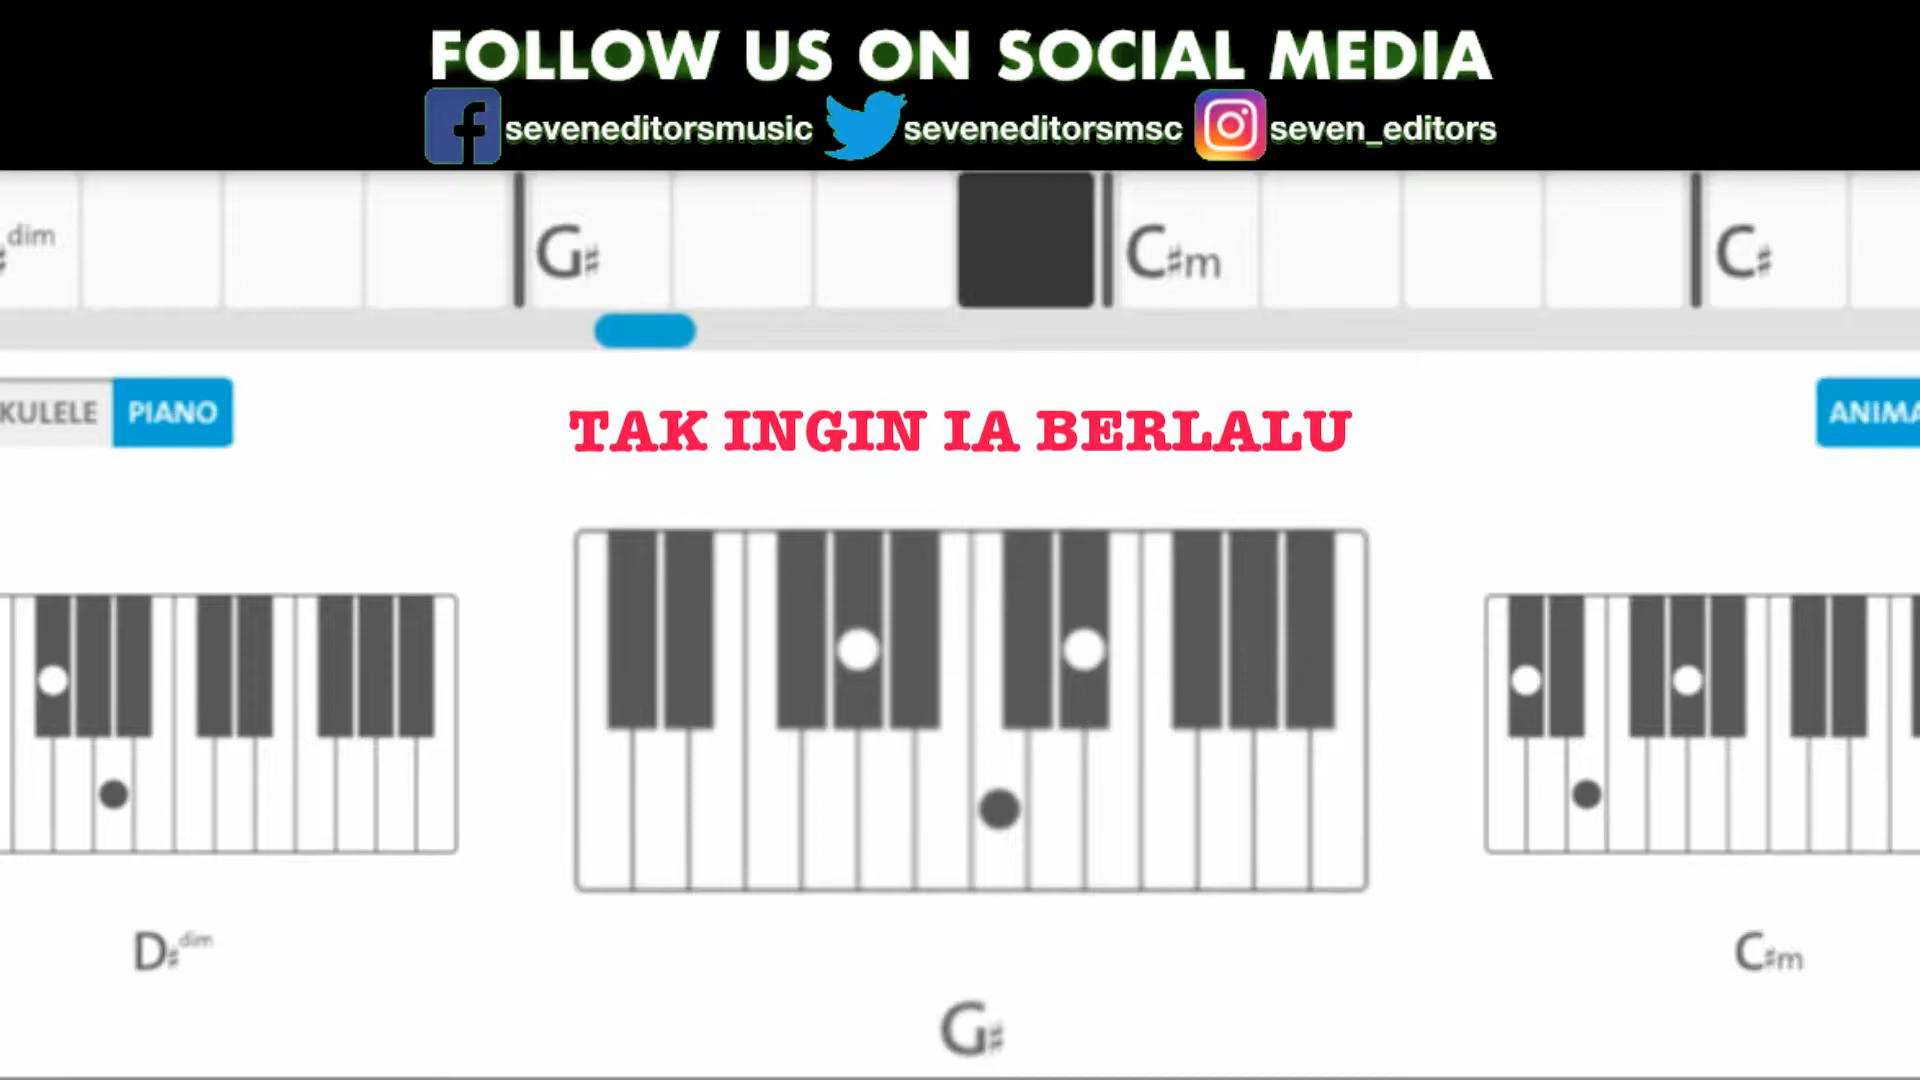 FOLLOW US ON SOCIAL MEDIA
seveneditorsmusic seveneditorsmsc seven_editors
♯dim G♯ C♯m C♯
KULELE PIANO ANIMA
TAK INGIN IA BERLALU
D♯dim C♯m
G♯